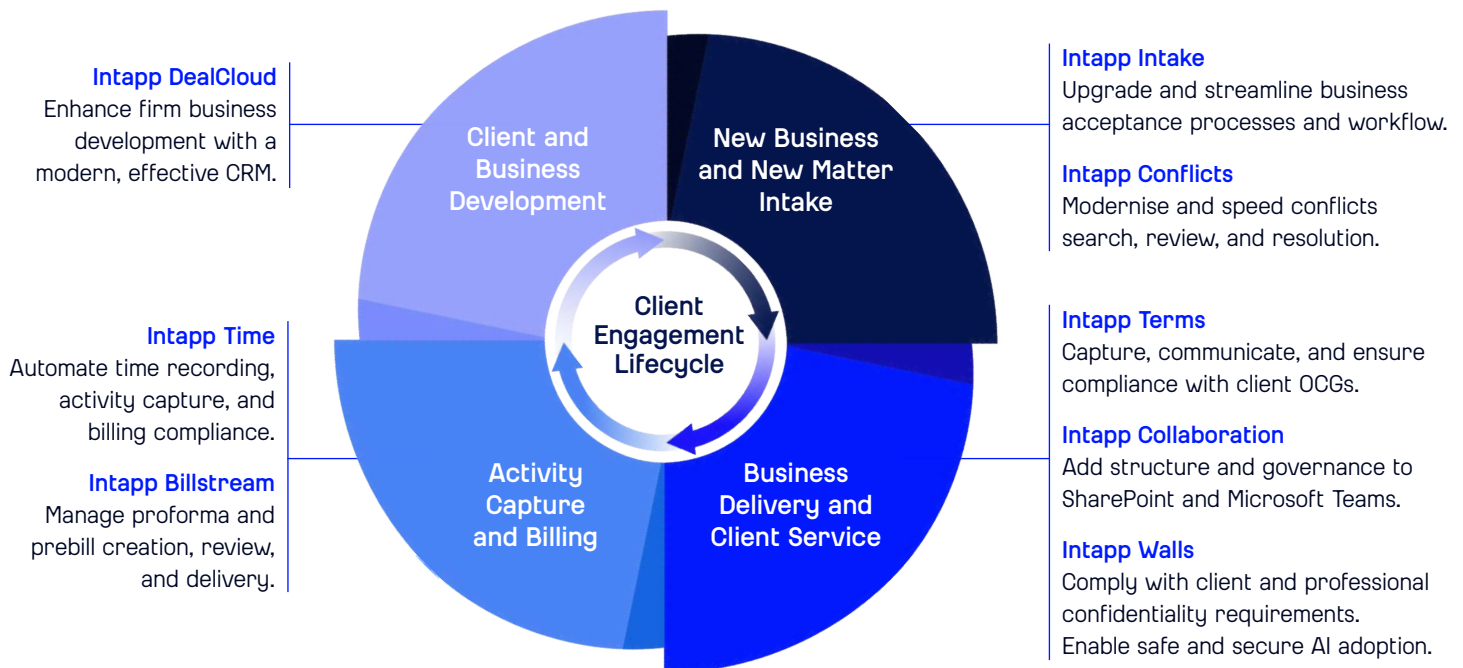 Intapp DealCloud
Enhance firm business
development with a
modern, effective CRM.
Client and
Business
Development
New Business
and New Matter
Intake
Intapp Intake
Upgrade and streamline business
acceptance processes and workflow.
Intapp Conflicts
Modernise and speed conflicts
search, review, and resolution.
Client
Engagement
Lifecycle
Intapp Time
Automate time recording,
activity capture, and
billing compliance.
Intapp Billstream
Manage proforma and
prebill creation, review,
and delivery.
Activity
Capture
and Billing
Business
Delivery and
Client Service
Intapp Terms
Capture, communicate, and ensure
compliance with client OCGs.
Intapp Collaboration
Add structure and governance to
SharePoint and Microsoft Teams.
Intapp Walls
Comply with client and professional
confidentiality requirements.
Enable safe and secure AI adoption.